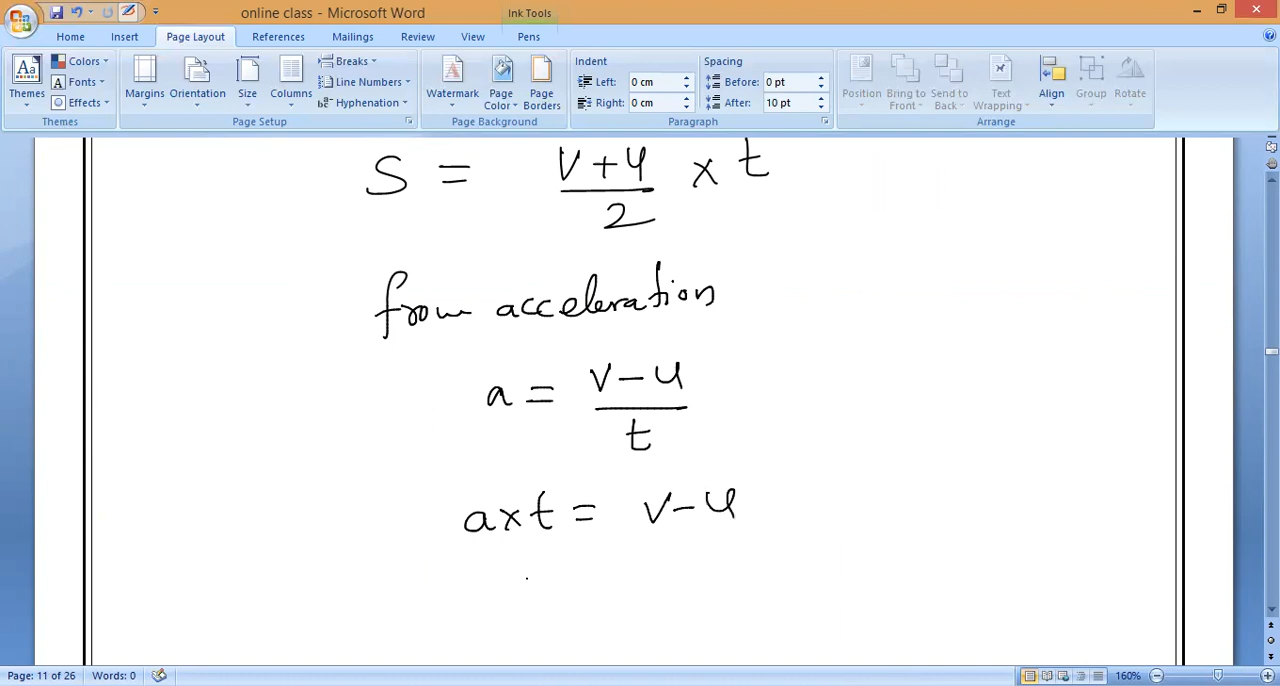 online class - Microsoft Word
Ink Tools
Home Insert Page Layout References Mailings Review View Pens
Themes
Colors
Fonts
Effects
Themes
Margins
Orientation
Size
Columns
Breaks
Line Numbers
Hyphenation
Page Setup
Watermark
Page Color
Page Borders
Page Background
Indent
Left: 0 cm
Right: 0 cm
Spacing
Before: 0 pt
After: 10 pt
Paragraph
Position
Bring to Front
Send to Back
Text Wrapping
Align
Group
Rotate
Arrange
S = v+u/2 x t
from acceleration
a = v-u/t
axt = v-u
Page: 11 of 26 Words: 0 160%